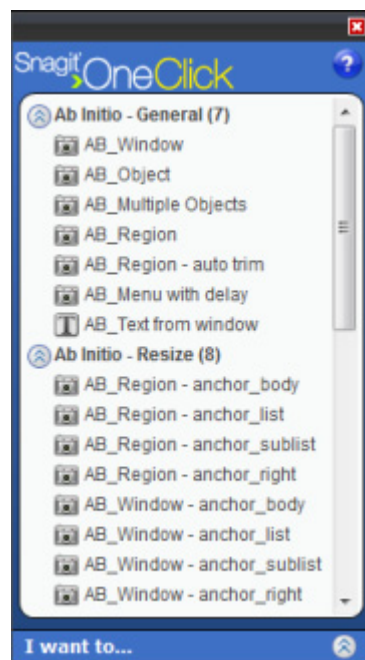 Snagit OneClick
Ab Initio - General (7)
AB_Window
AB_Object
AB_Multiple Objects
AB_Region
AB_Region - auto trim
AB_Menu with delay
AB_Text from window
Ab Initio - Resize (8)
AB_Region - anchor_body
AB_Region - anchor_list
AB_Region - anchor_sublist
AB_Region - anchor_right
AB_Window - anchor_body
AB_Window - anchor_list
AB_Window - anchor_sublist
AB_Window - anchor_right
I want to...